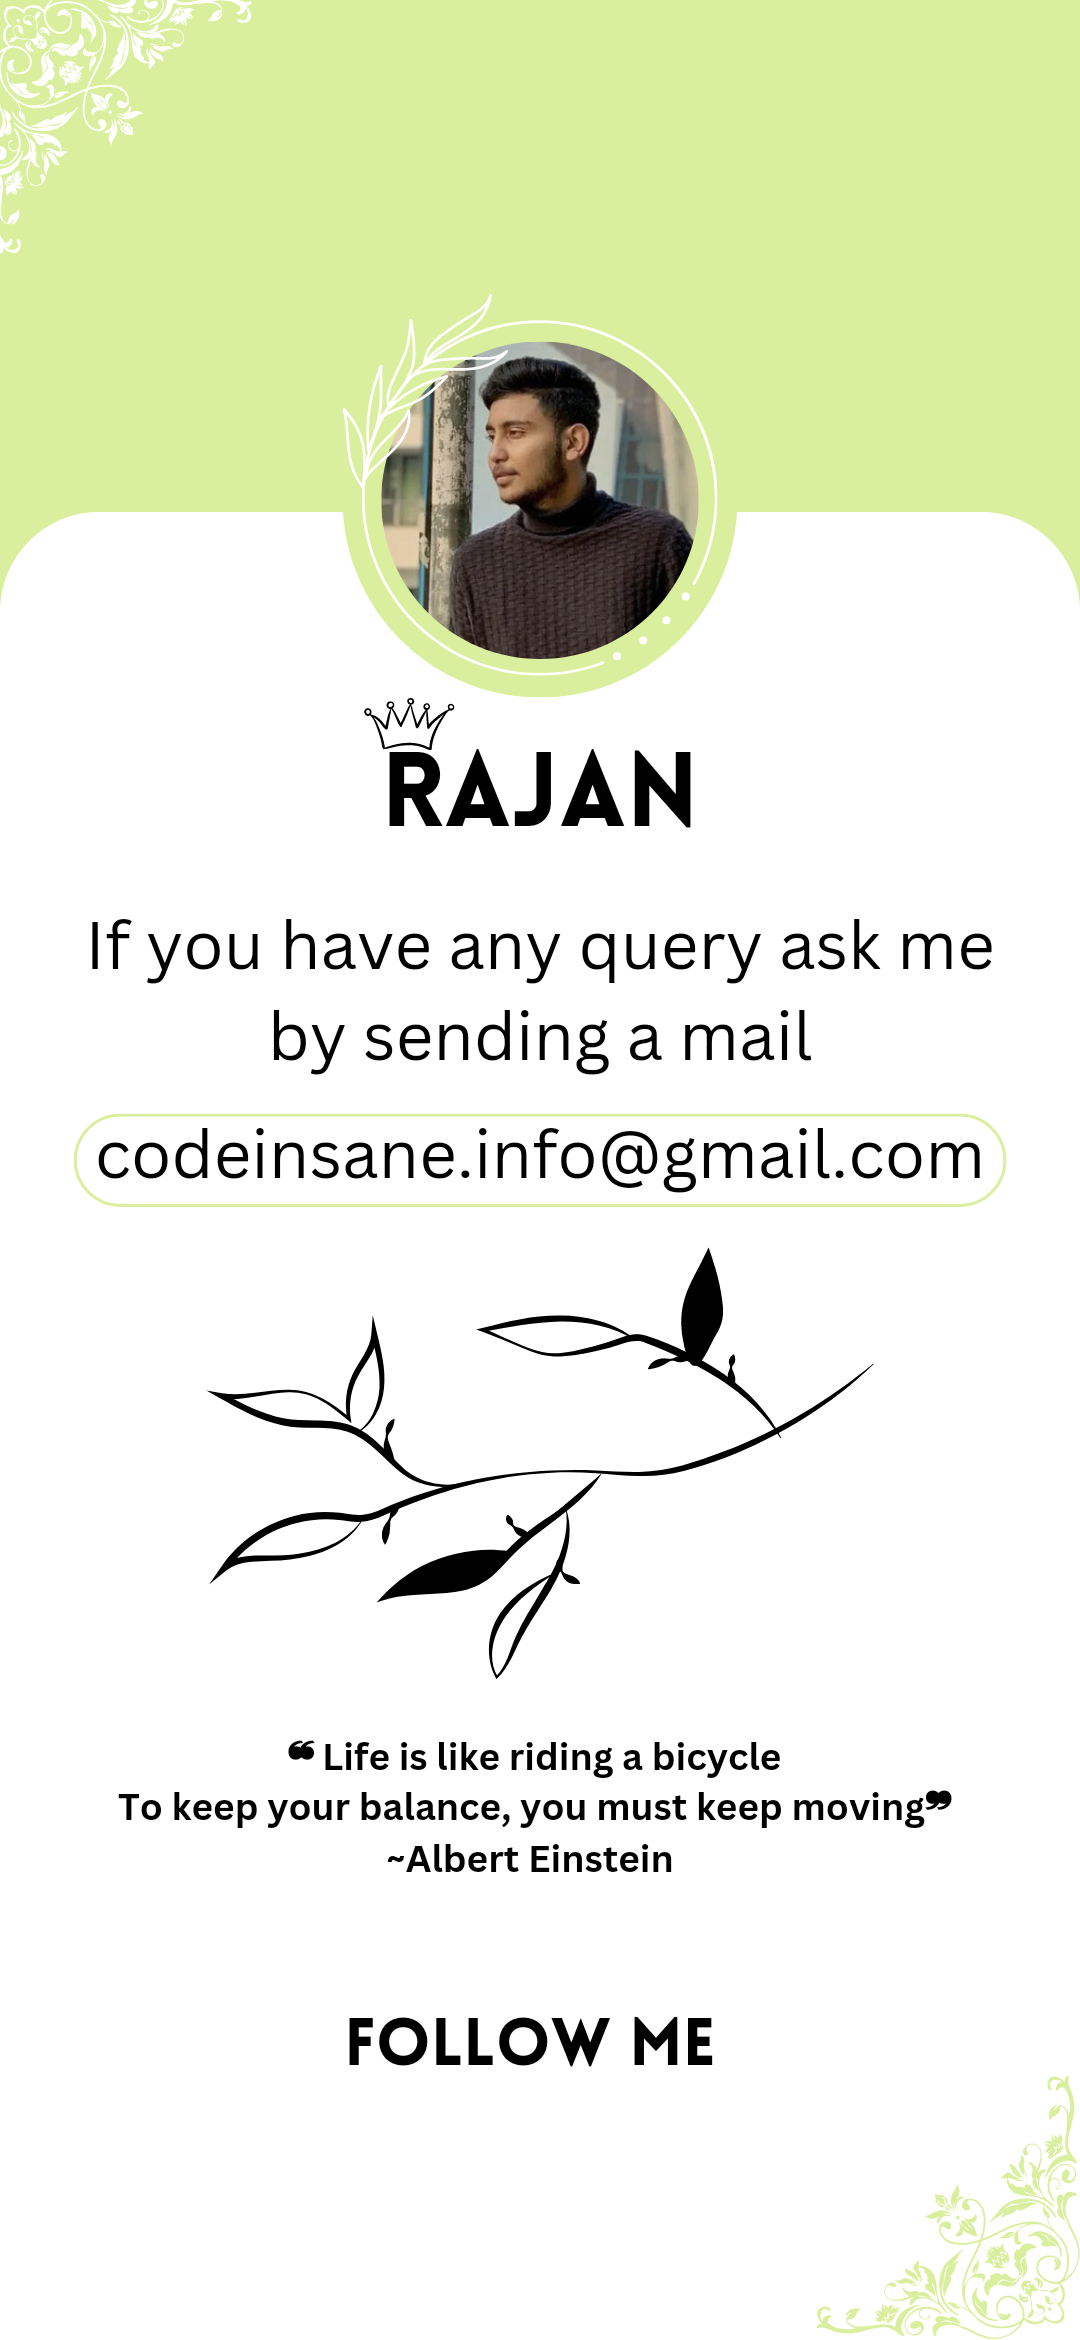 RAJAN
If you have any query ask me
by sending a mail
codeinsane.info@gmail.com
❝ Life is like riding a bicycle
To keep your balance, you must keep moving❞
~Albert Einstein
FOLLOW ME